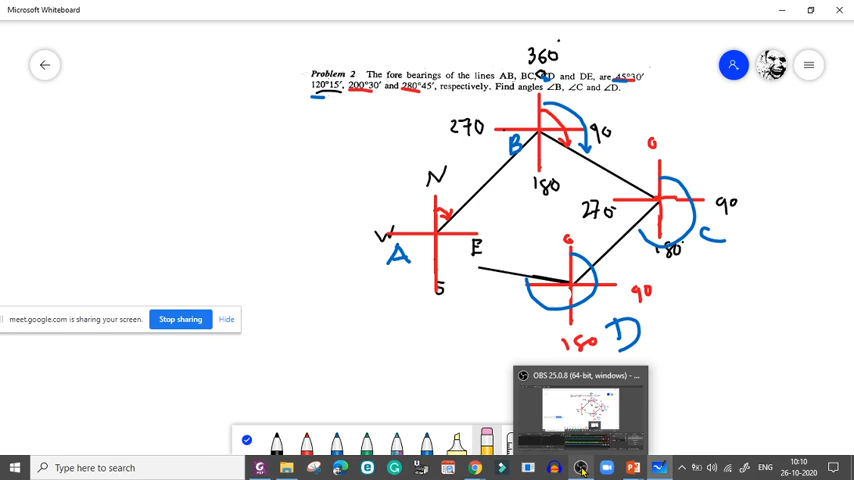 Microsoft Whiteboard
360°
0
Problem 2 The fore bearings of the lines AB, BC, CD and DE, are 45°30'
120°15', 200°30' and 280°45', respectively. Find angles ∠B, ∠C and ∠D.
270
90
B
180
0
N
270
90
W
E
A
180°
C
S
0
90
180
D
meet.google.com is sharing your screen.
Stop sharing
Hide
OBS 25.0.8 (64-bit, windows) - ...
Type here to search
ENG
10:10
26-10-2020